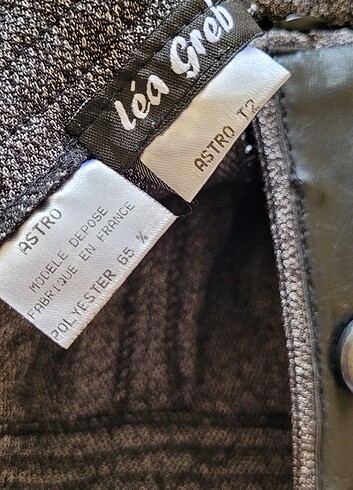 léa Greb
ASTRO T2
ASTRO
MODELE DEPOSE
FABRIQUE EN FRANCE
POLYESTER 65 %